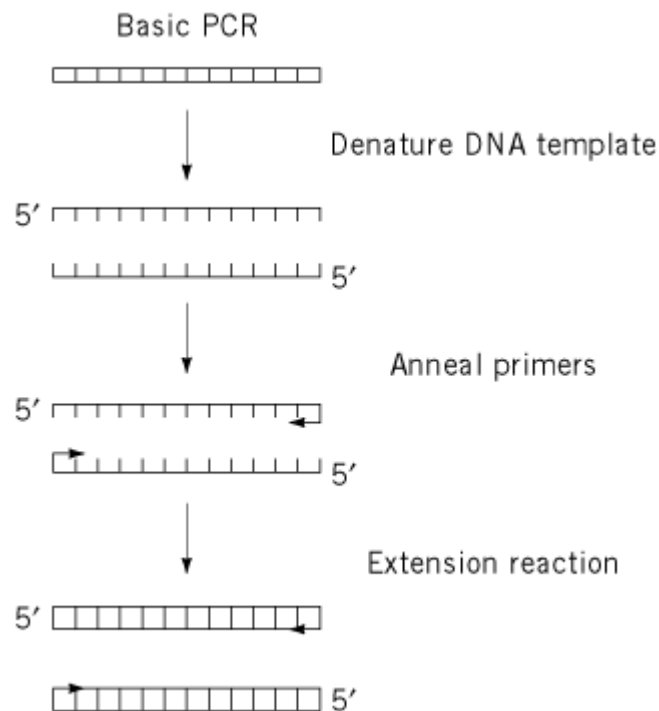 Basic PCR
Denature DNA template
5′
5′
Anneal primers
5′
5′
Extension reaction
5′
5′